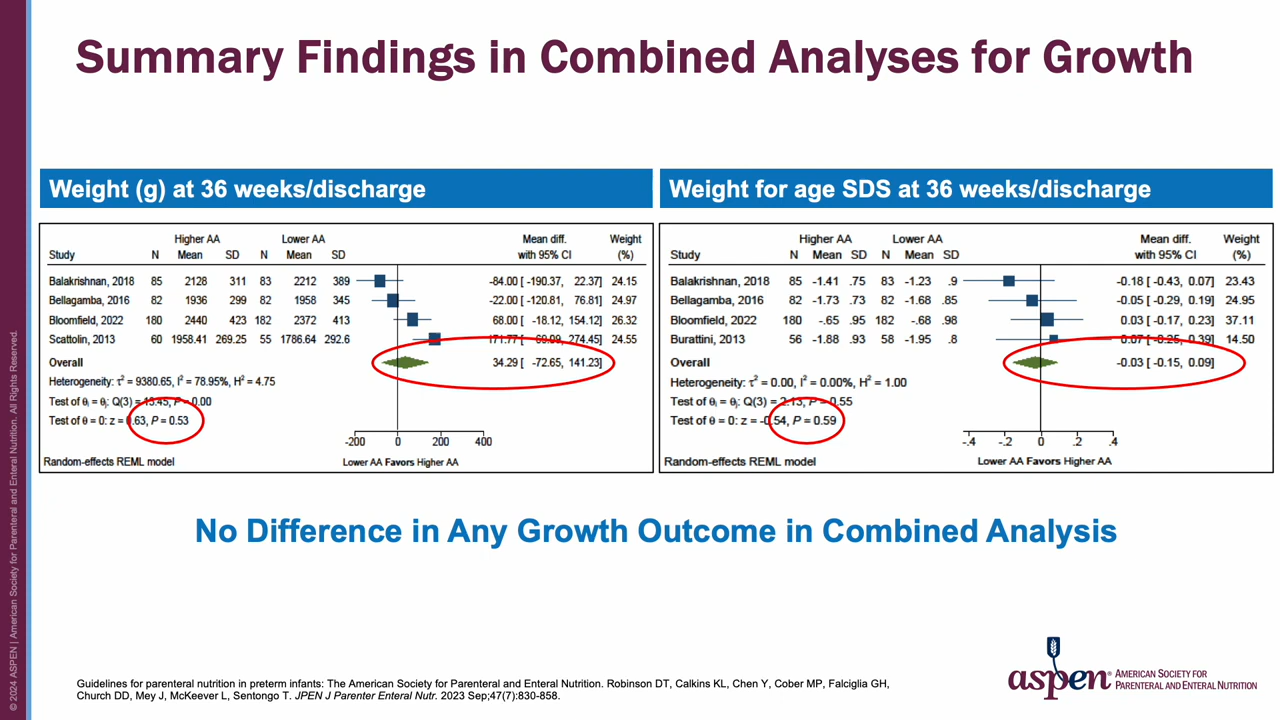 Summary Findings in Combined Analyses for Growth
Weight (g) at 36 weeks/discharge
Higher AA Lower AA Mean diff. Weight
Study N Mean SD N Mean SD with 95% CI (%)
Balakrishnan, 2018 85 2128 311 83 2212 389 -84.00 [ -190.37, 22.37] 24.15
Bellagamba, 2016 82 1936 299 82 1958 345 -22.00 [ -120.81, 76.81] 24.97
Bloomfield, 2022 180 2440 423 182 2372 413 68.00 [ -18.12, 154.12] 26.32
Scattolin, 2013 60 1958.41 269.25 55 1786.64 292.6 171.77 [ 69.09, 274.45] 24.55
Overall 34.29 [ -72.65, 141.23]
Heterogeneity: τ² = 9380.65, I² = 78.95%, H² = 4.75
Test of θᵢ = θⱼ: Q(3) = 13.45, P = 0.00
Test of θ = 0: z = 0.63, P = 0.53
-200 0 200 400
Random-effects REML model Lower AA Favors Higher AA
Weight for age SDS at 36 weeks/discharge
Higher AA Lower AA Mean diff. Weight
Study N Mean SD N Mean SD with 95% CI (%)
Balakrishnan, 2018 85 -1.41 .75 83 -1.23 .9 -0.18 [ -0.43, 0.07] 23.43
Bellagamba, 2016 82 -1.73 .73 82 -1.68 .85 -0.05 [ -0.29, 0.19] 24.95
Bloomfield, 2022 180 -.65 .95 182 -.68 .98 0.03 [ -0.17, 0.23] 37.11
Burattini, 2013 56 -1.88 .93 58 -1.95 .8 0.07 [ -0.25, 0.39] 14.50
Overall -0.03 [ -0.15, 0.09]
Heterogeneity: τ² = 0.00, I² = 0.00%, H² = 1.00
Test of θᵢ = θⱼ: Q(3) = 2.13, P = 0.55
Test of θ = 0: z = -0.54, P = 0.59
-.4 -.2 0 .2 .4
Random-effects REML model Lower AA Favors Higher AA
No Difference in Any Growth Outcome in Combined Analysis
Guidelines for parenteral nutrition in preterm infants: The American Society for Parenteral and Enteral Nutrition. Robinson DT, Calkins KL, Chen Y, Cober MP, Falciglia GH,
Church DD, Mey J, McKeever L, Sentongo T. JPEN J Parenter Enteral Nutr. 2023 Sep;47(7):830-858.
aspen® AMERICAN SOCIETY FOR
PARENTERAL AND ENTERAL NUTRITION
© 2024 ASPEN | American Society for Parenteral and Enteral Nutrition. All Rights Reserved.